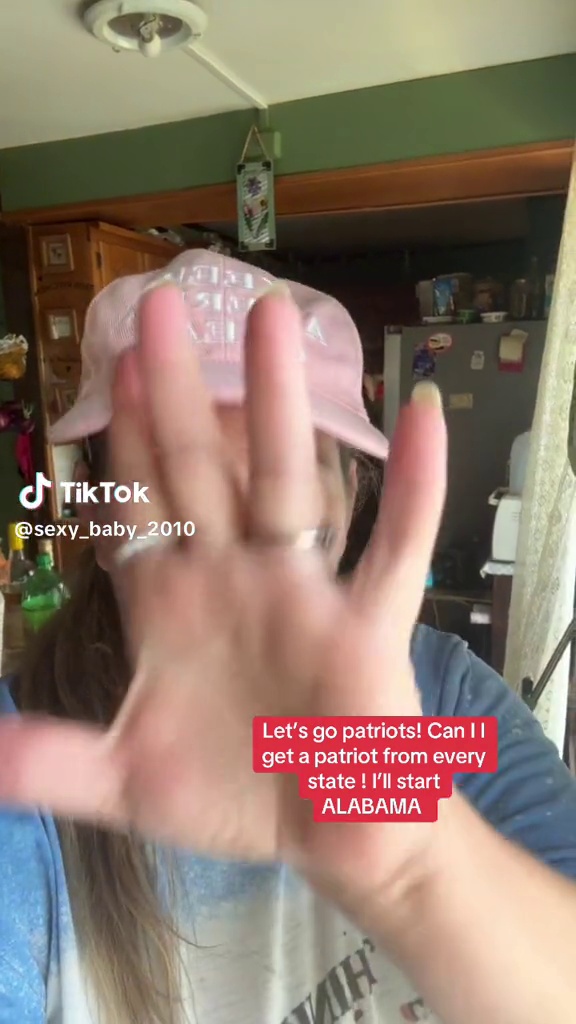 TikTok
@sexy_baby_2010
Let’s go patriots! Can I I
get a patriot from every
state ! I’ll start
ALABAMA